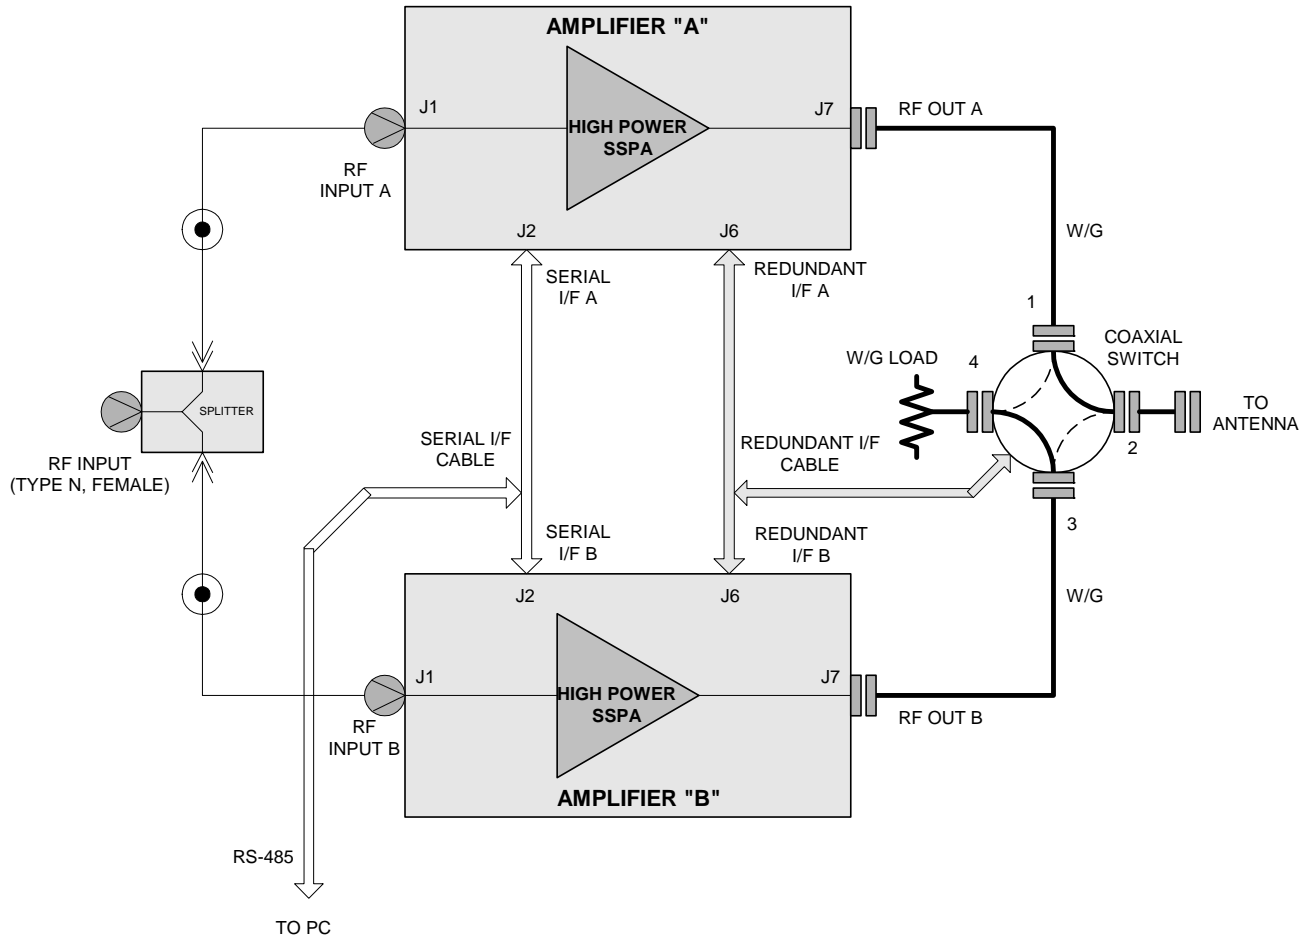 AMPLIFIER "A"
J1
HIGH POWER
SSPA
J7
RF OUT A
RF
INPUT A
J2
J6
W/G
SERIAL
I/F A
REDUNDANT
I/F A
1
COAXIAL
SWITCH
W/G LOAD
4
SPLITTER
TO
ANTENNA
2
RF INPUT
(TYPE N, FEMALE)
SERIAL I/F
CABLE
REDUNDANT I/F
CABLE
3
SERIAL
I/F B
REDUNDANT
I/F B
J2
J6
W/G
J1
HIGH POWER
SSPA
J7
RF OUT B
RF
INPUT B
AMPLIFIER "B"
RS-485
TO PC